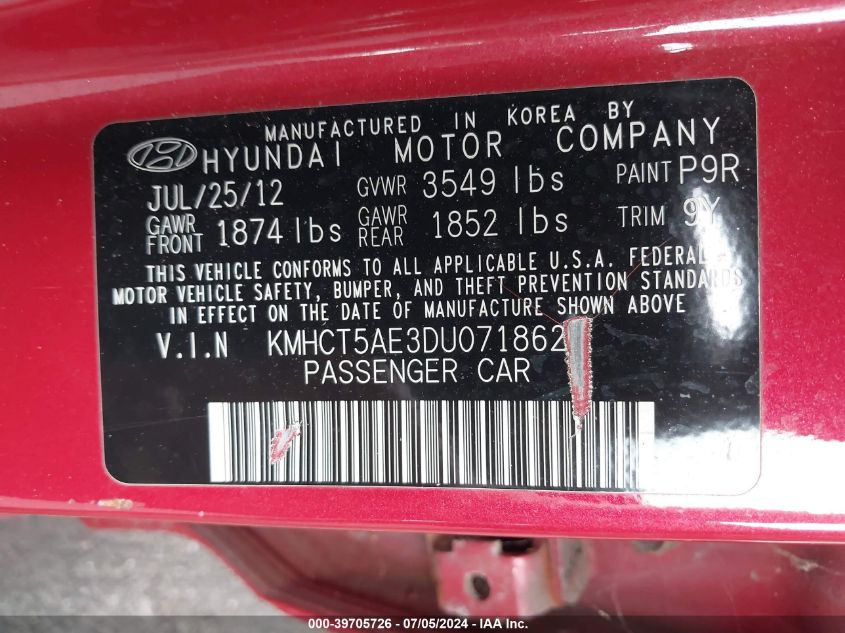 MANUFACTURED IN KOREA BY
HYUNDAI MOTOR COMPANY
JUL/25/12 GVWR 3549 lbs PAINT P9R
GAWR FRONT 1874 lbs GAWR REAR 1852 lbs TRIM 9Y
THIS VEHICLE CONFORMS TO ALL APPLICABLE U.S.A. FEDERAL
MOTOR VEHICLE SAFETY, BUMPER, AND THEFT PREVENTION STANDARDS
IN EFFECT ON THE DATE OF MANUFACTURE SHOWN ABOVE
V.I.N KMHCT5AE3DU071862
PASSENGER CAR
000-39705726 - 07/05/2024 - IAA Inc.